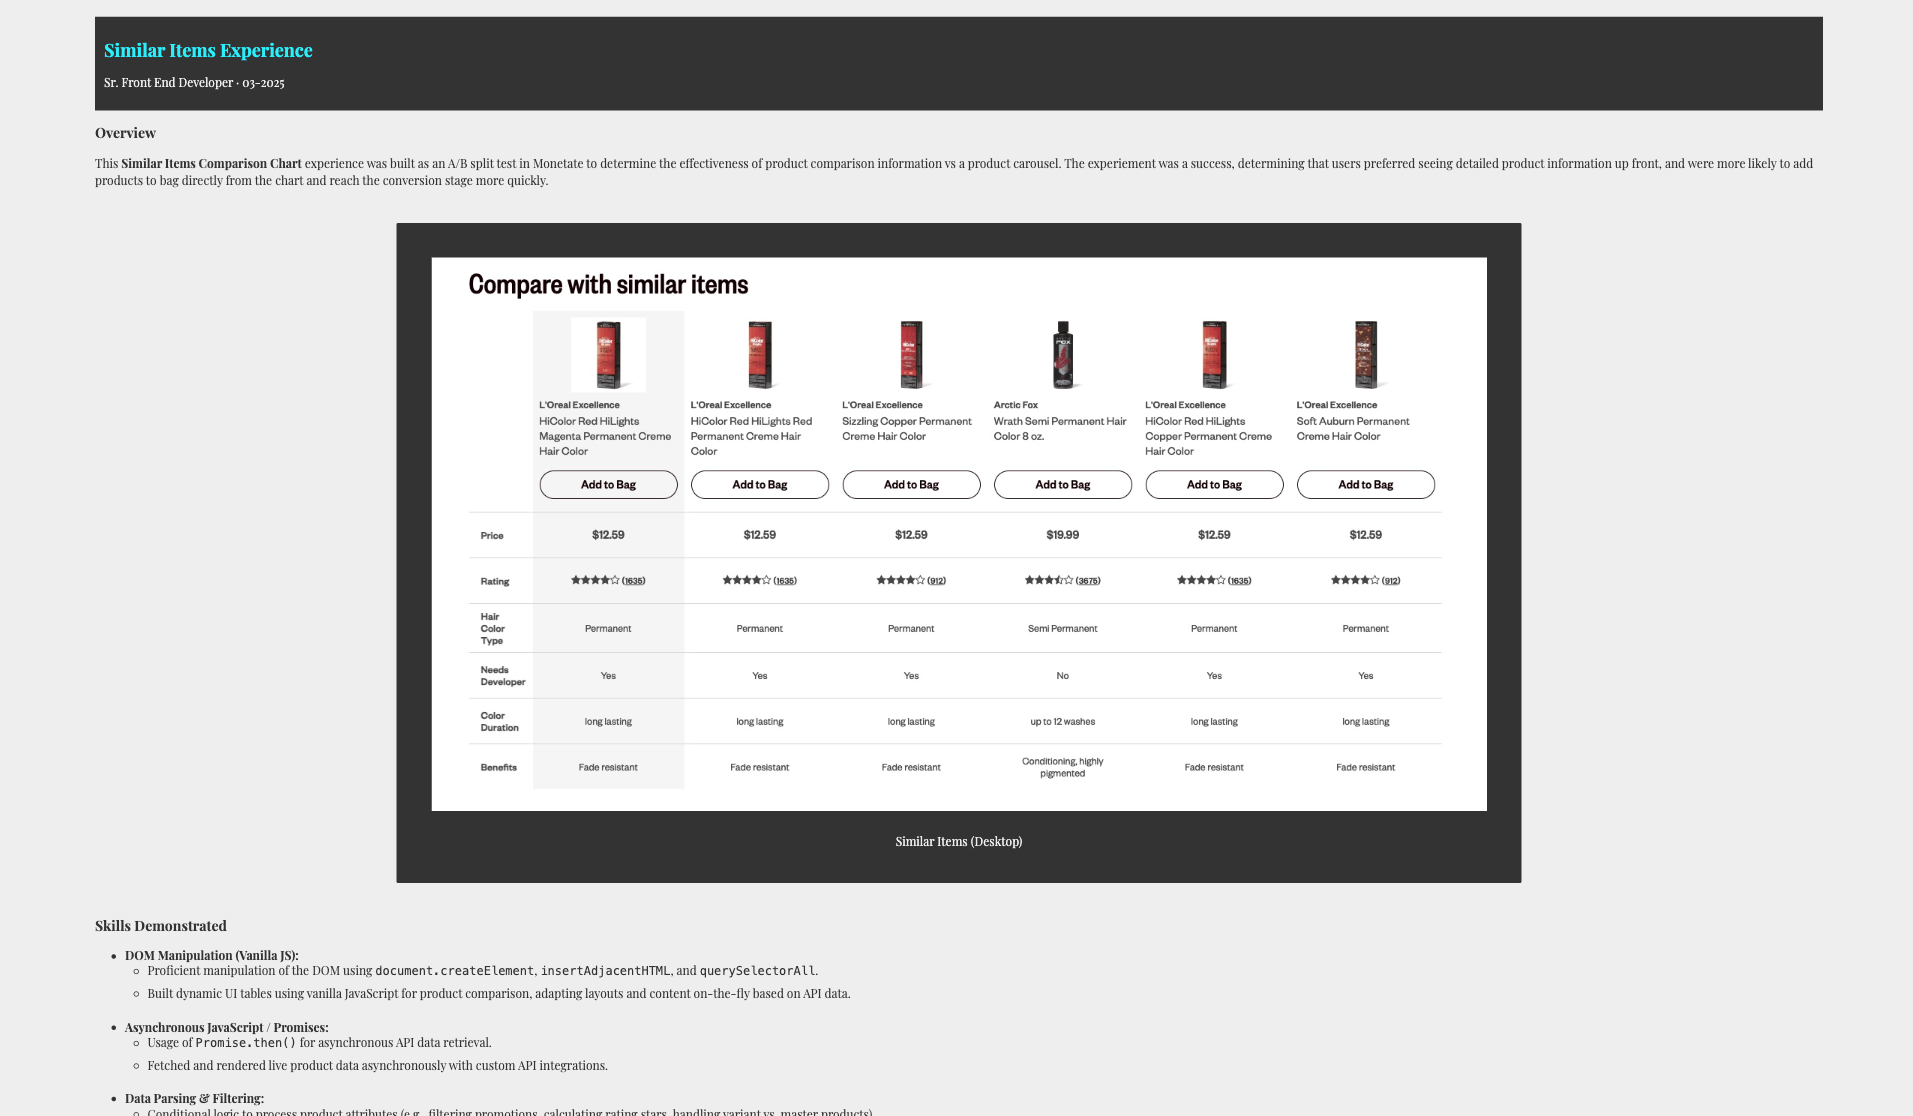 Similar Items Experience
Sr. Front End Developer · 03-2025
Overview
This Similar Items Comparison Chart experience was built as an A/B split test in Monetate to determine the effectiveness of product comparison information vs a product carousel. The experiement was a success, determining that users preferred seeing detailed product information up front, and were more likely to add
products to bag directly from the chart and reach the conversion stage more quickly.
Compare with similar items
L'Oreal Excellence L'Oreal Excellence L'Oreal Excellence Arctic Fox L'Oreal Excellence L'Oreal Excellence
HiColor Red HiLights HiColor Red HiLights Red Sizzling Copper Permanent Wrath Semi Permanent Hair HiColor Red HiLights Soft Auburn Permanent
Magenta Permanent Creme Permanent Creme Hair Creme Hair Color Color 8 oz. Copper Permanent Creme Creme Hair Color
Hair Color Color Hair Color
Add to Bag Add to Bag Add to Bag Add to Bag Add to Bag Add to Bag
Price $12.59 $12.59 $12.59 $19.99 $12.59 $12.59
Rating (1635) (1635) (912) (3675) (1635) (912)
Hair
Color
Type
Permanent Permanent Permanent Semi Permanent Permanent Permanent
Needs
Developer
Yes Yes Yes No Yes Yes
Color
Duration
long lasting long lasting long lasting up to 12 washes long lasting long lasting
Benefits Fade resistant Fade resistant Fade resistant Conditioning, highly
pigmented
Fade resistant Fade resistant
Similar Items (Desktop)
Skills Demonstrated
DOM Manipulation (Vanilla JS):
Proficient manipulation of the DOM using document.createElement, insertAdjacentHTML, and querySelectorAll.
Built dynamic UI tables using vanilla JavaScript for product comparison, adapting layouts and content on-the-fly based on API data.
Asynchronous JavaScript / Promises:
Usage of Promise.then() for asynchronous API data retrieval.
Fetched and rendered live product data asynchronously with custom API integrations.
Data Parsing & Filtering:
Conditional logic to process product attributes (e.g., filtering promotions, calculating rating stars, handling variant vs. master products).